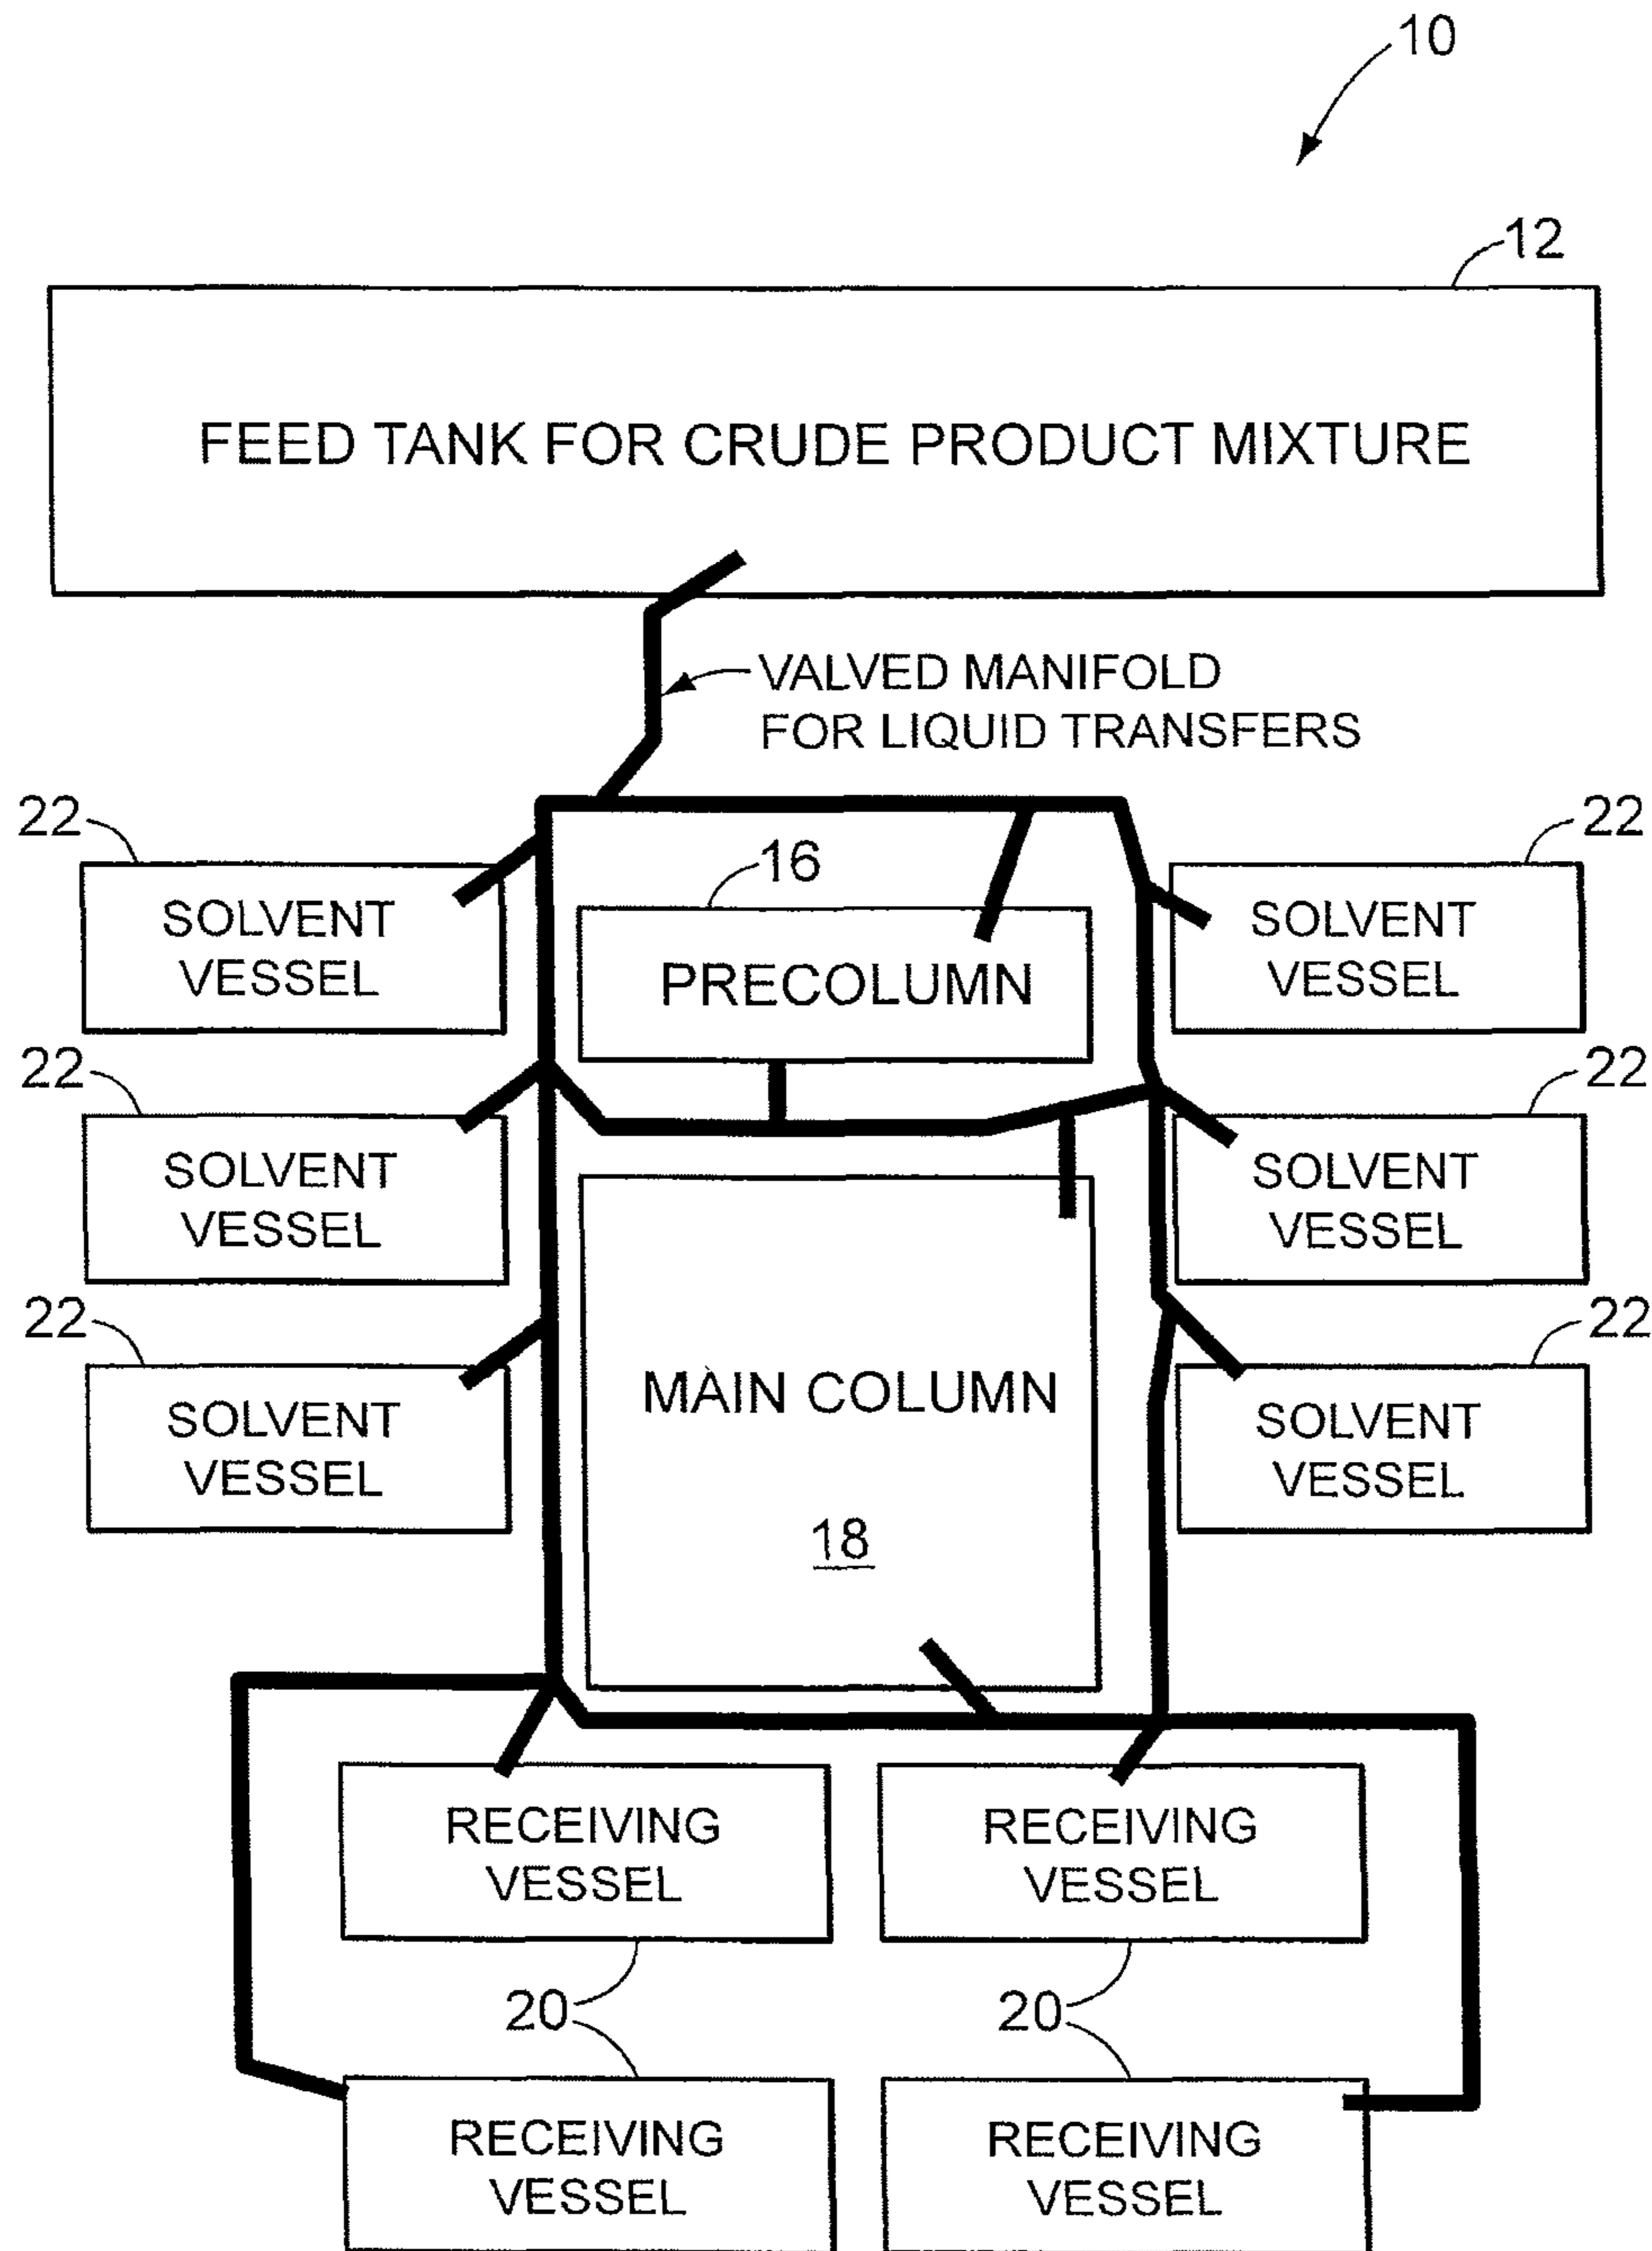 10
12
FEED TANK FOR CRUDE PRODUCT MIXTURE
VALVED MANIFOLD
FOR LIQUID TRANSFERS
22
SOLVENT
VESSEL
22
SOLVENT
VESSEL
22
SOLVENT
VESSEL
16
PRECOLUMN
MAIN COLUMN
18
22
SOLVENT
VESSEL
22
SOLVENT
VESSEL
22
SOLVENT
VESSEL
RECEIVING
VESSEL
RECEIVING
VESSEL
20
20
RECEIVING
VESSEL
RECEIVING
VESSEL